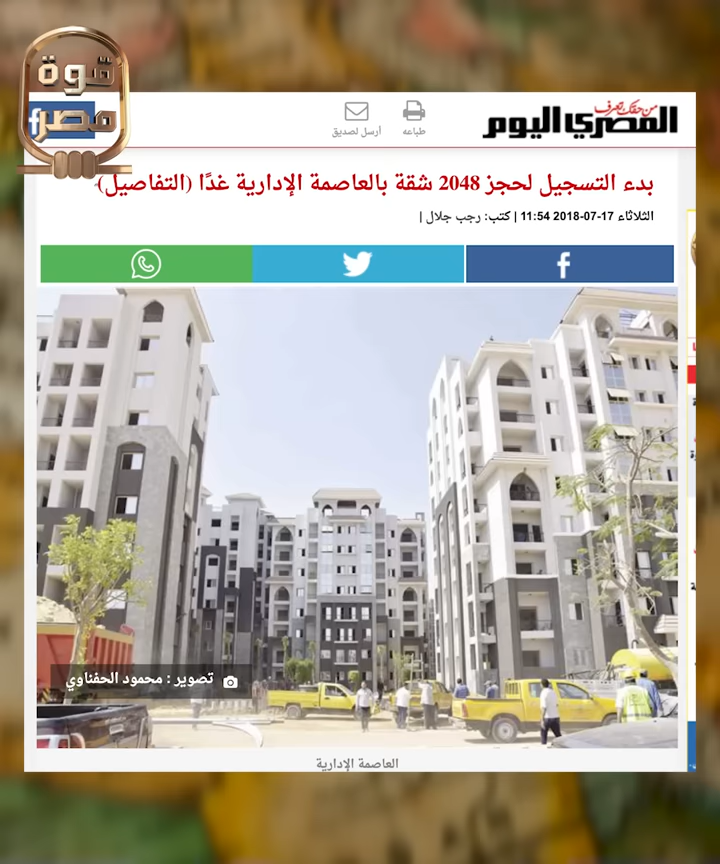 قوة
مصر
من حقك تعرف
المصري اليوم
طباعه
أرسل لصديق
بدء التسجيل لحجز 2048 شقة بالعاصمة الإدارية غدًا (التفاصيل)
الثلاثاء 17-07-2018 11:54 | كتب: رجب جلال |
تصوير : محمود الحفناوي
العاصمة الإدارية